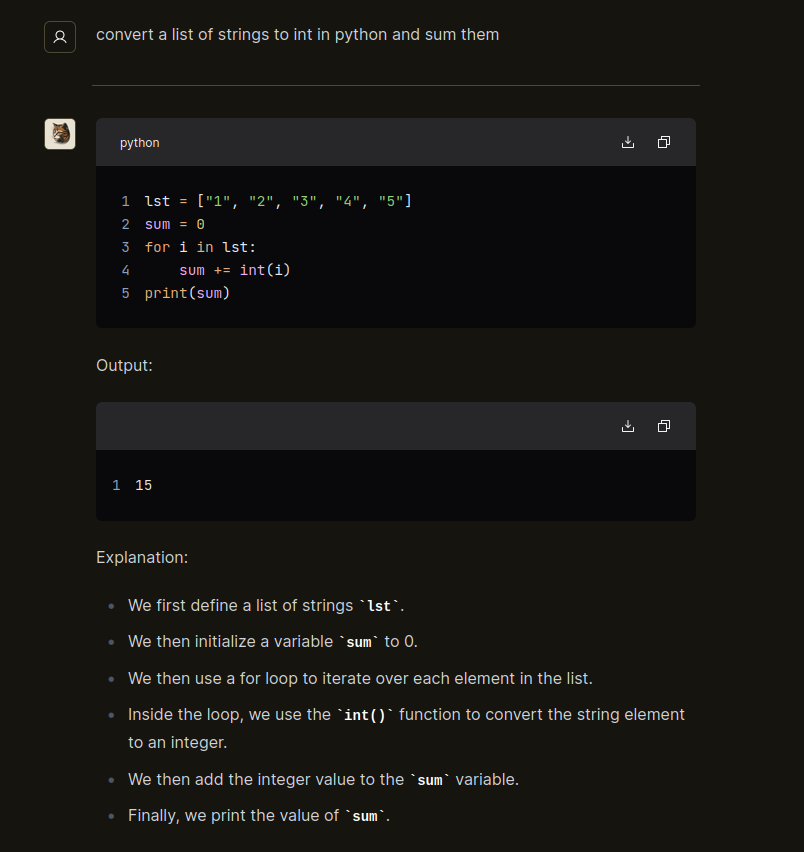 convert a list of strings to int in python and sum them
python
1 lst = ["1", "2", "3", "4", "5"]
2 sum = 0
3 for i in lst:
4     sum += int(i)
5 print(sum)
Output:
1 15
Explanation:
• We first define a list of strings `lst`.
• We then initialize a variable `sum` to 0.
• We then use a for loop to iterate over each element in the list.
• Inside the loop, we use the `int()` function to convert the string element
to an integer.
• We then add the integer value to the `sum` variable.
• Finally, we print the value of `sum`.